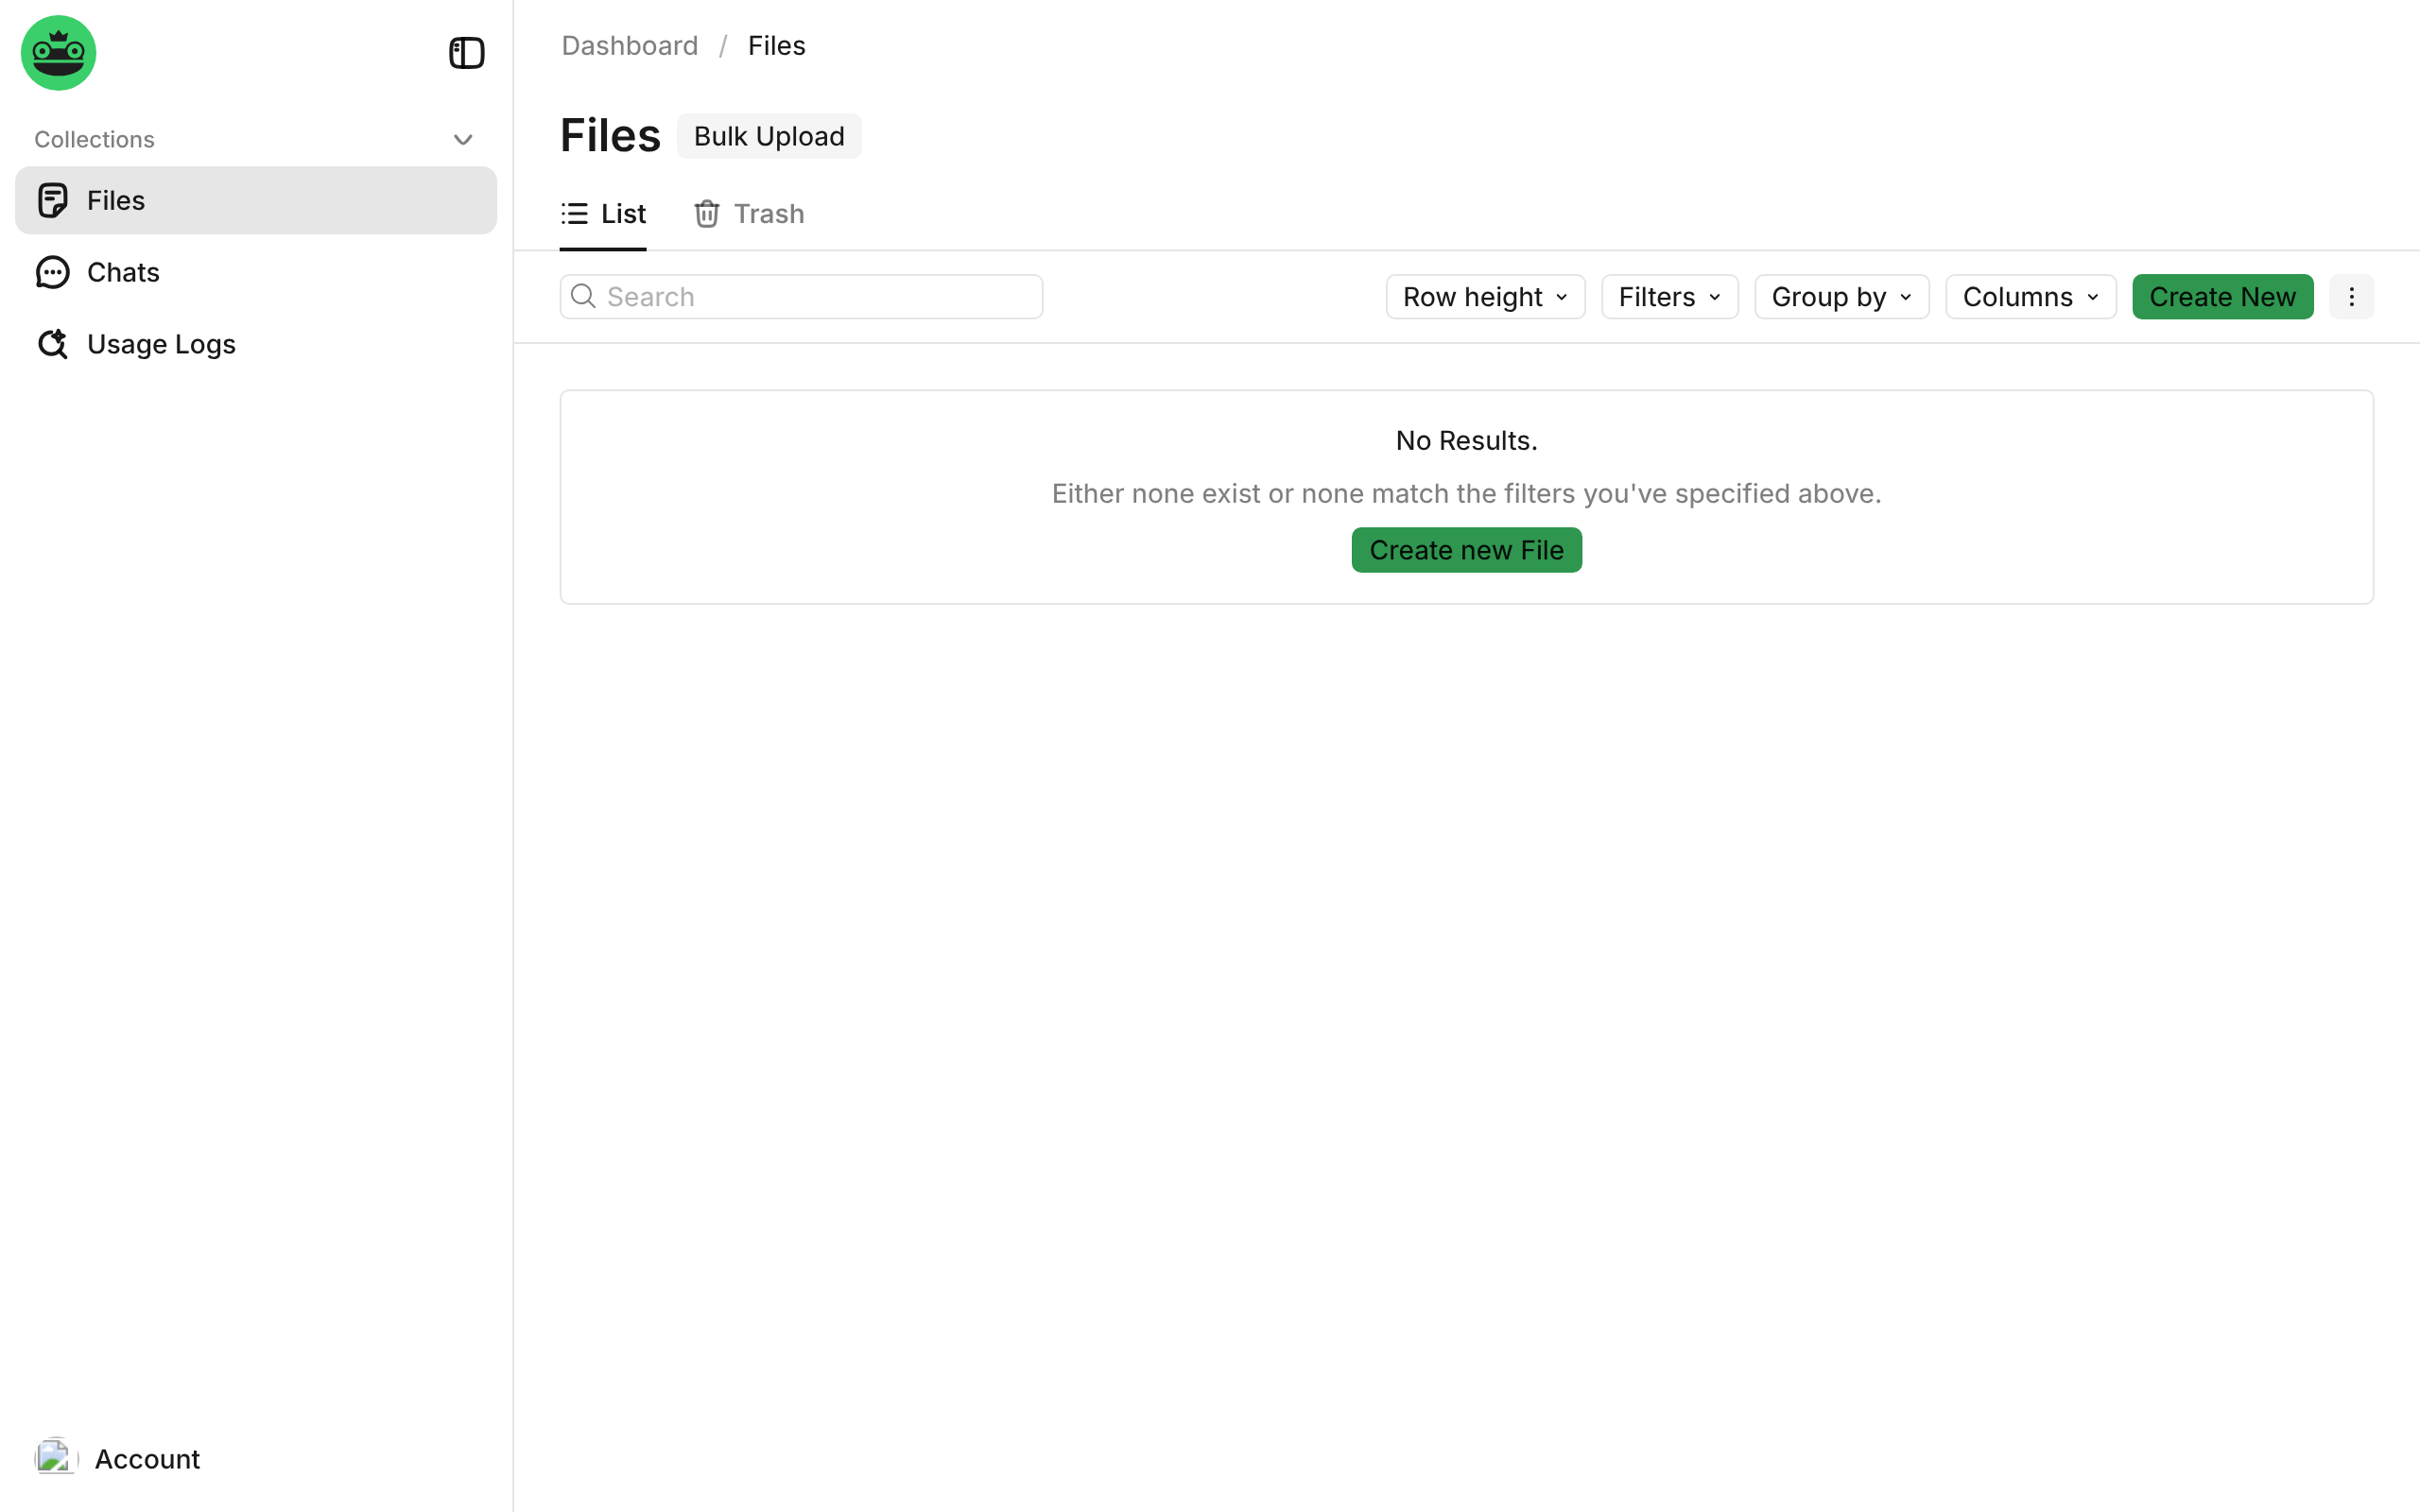 Dashboard / Files
Collections
Files
Chats
Usage Logs
Account
Files
Bulk Upload
List
Trash
Search
Row height
Filters
Group by
Columns
Create New
No Results.
Either none exist or none match the filters you've specified above.
Create new File